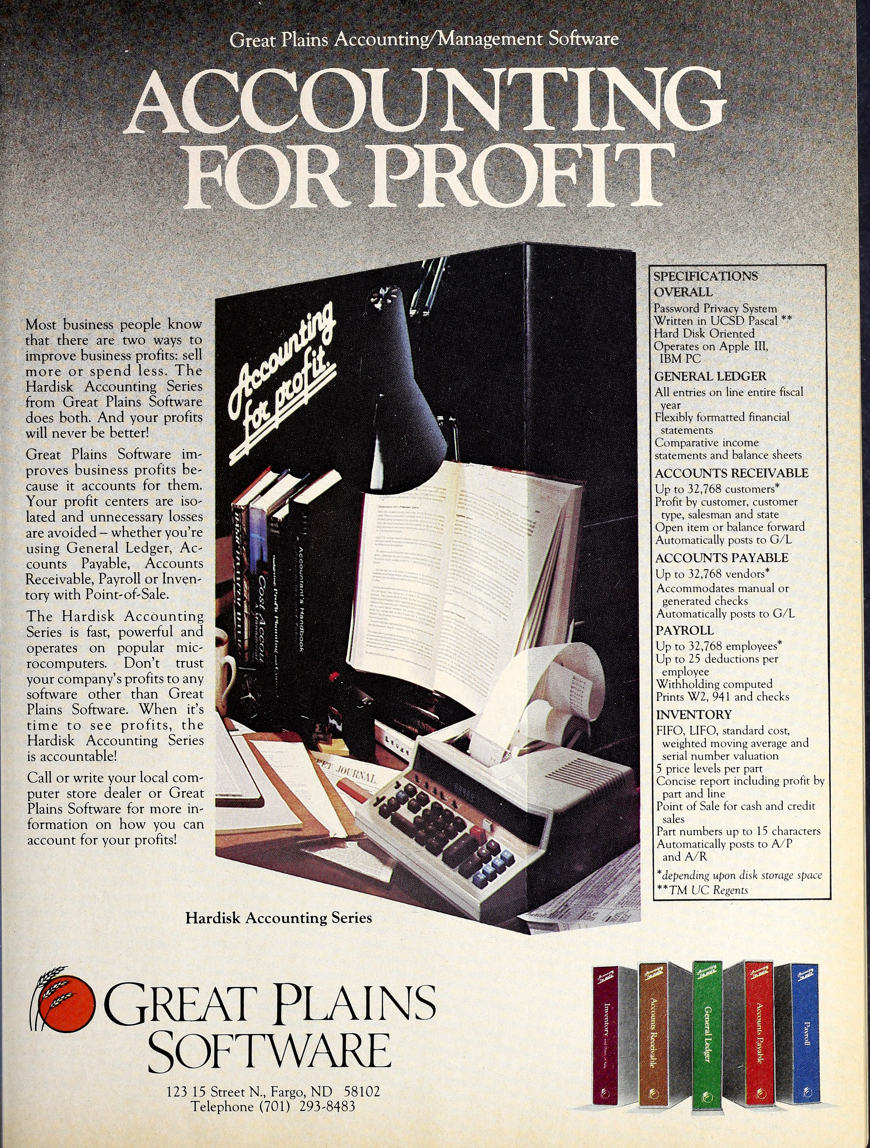 Great Plains Accounting/Management Software
ACCOUNTING
FOR PROFIT
Most business people know
that there are two ways to
improve business profits: sell
more or spend less. The
Hardisk Accounting Series
from Great Plains Software
does both. And your profits
will never be better!
Great Plains Software im-
proves business profits be-
cause it accounts for them.
Your profit centers are iso-
lated and unnecessary losses
are avoided – whether you're
using General Ledger, Ac-
counts Payable, Accounts
Receivable, Payroll or Inven-
tory with Point-of-Sale.
The Hardisk Accounting
Series is fast, powerful and
operates on popular mic-
rocomputers. Don't trust
your company's profits to any
software other than Great
Plains Software. When it's
time to see profits, the
Hardisk Accounting Series
is accountable!
Call or write your local com-
puter store dealer or Great
Plains Software for more in-
formation on how you can
account for your profits!
Accounting
for profit.
Cost Accou
Accountant's Handbook
JOURNAL
Hardisk Accounting Series
SPECIFICATIONS
OVERALL
Password Privacy System
Written in UCSD Pascal **
Hard Disk Oriented
Operates on Apple III,
IBM PC
GENERAL LEDGER
All entries on line entire fiscal
year
Flexibly formatted financial
statements
Comparative income
statements and balance sheets
ACCOUNTS RECEIVABLE
Up to 32,768 customers*
Profit by customer, customer
type, salesman and state
Open item or balance forward
Automatically posts to G/L
ACCOUNTS PAYABLE
Up to 32,768 vendors*
Accommodates manual or
generated checks
Automatically posts to G/L
PAYROLL
Up to 32,768 employees*
Up to 25 deductions per
employee
Withholding computed
Prints W2, 941 and checks
INVENTORY
FIFO, LIFO, standard cost,
weighted moving average and
serial number valuation
5 price levels per part
Concise report including profit by
part and line
Point of Sale for cash and credit
sales
Part numbers up to 15 characters
Automatically posts to A/P
and A/R
*depending upon disk storage space
**TM UC Regents
GREAT PLAINS
SOFTWARE
123 15 Street N., Fargo, ND 58102
Telephone (701) 293-8483
Inventory
Accounts Receivable
General Ledger
Accounts Payable
Payroll